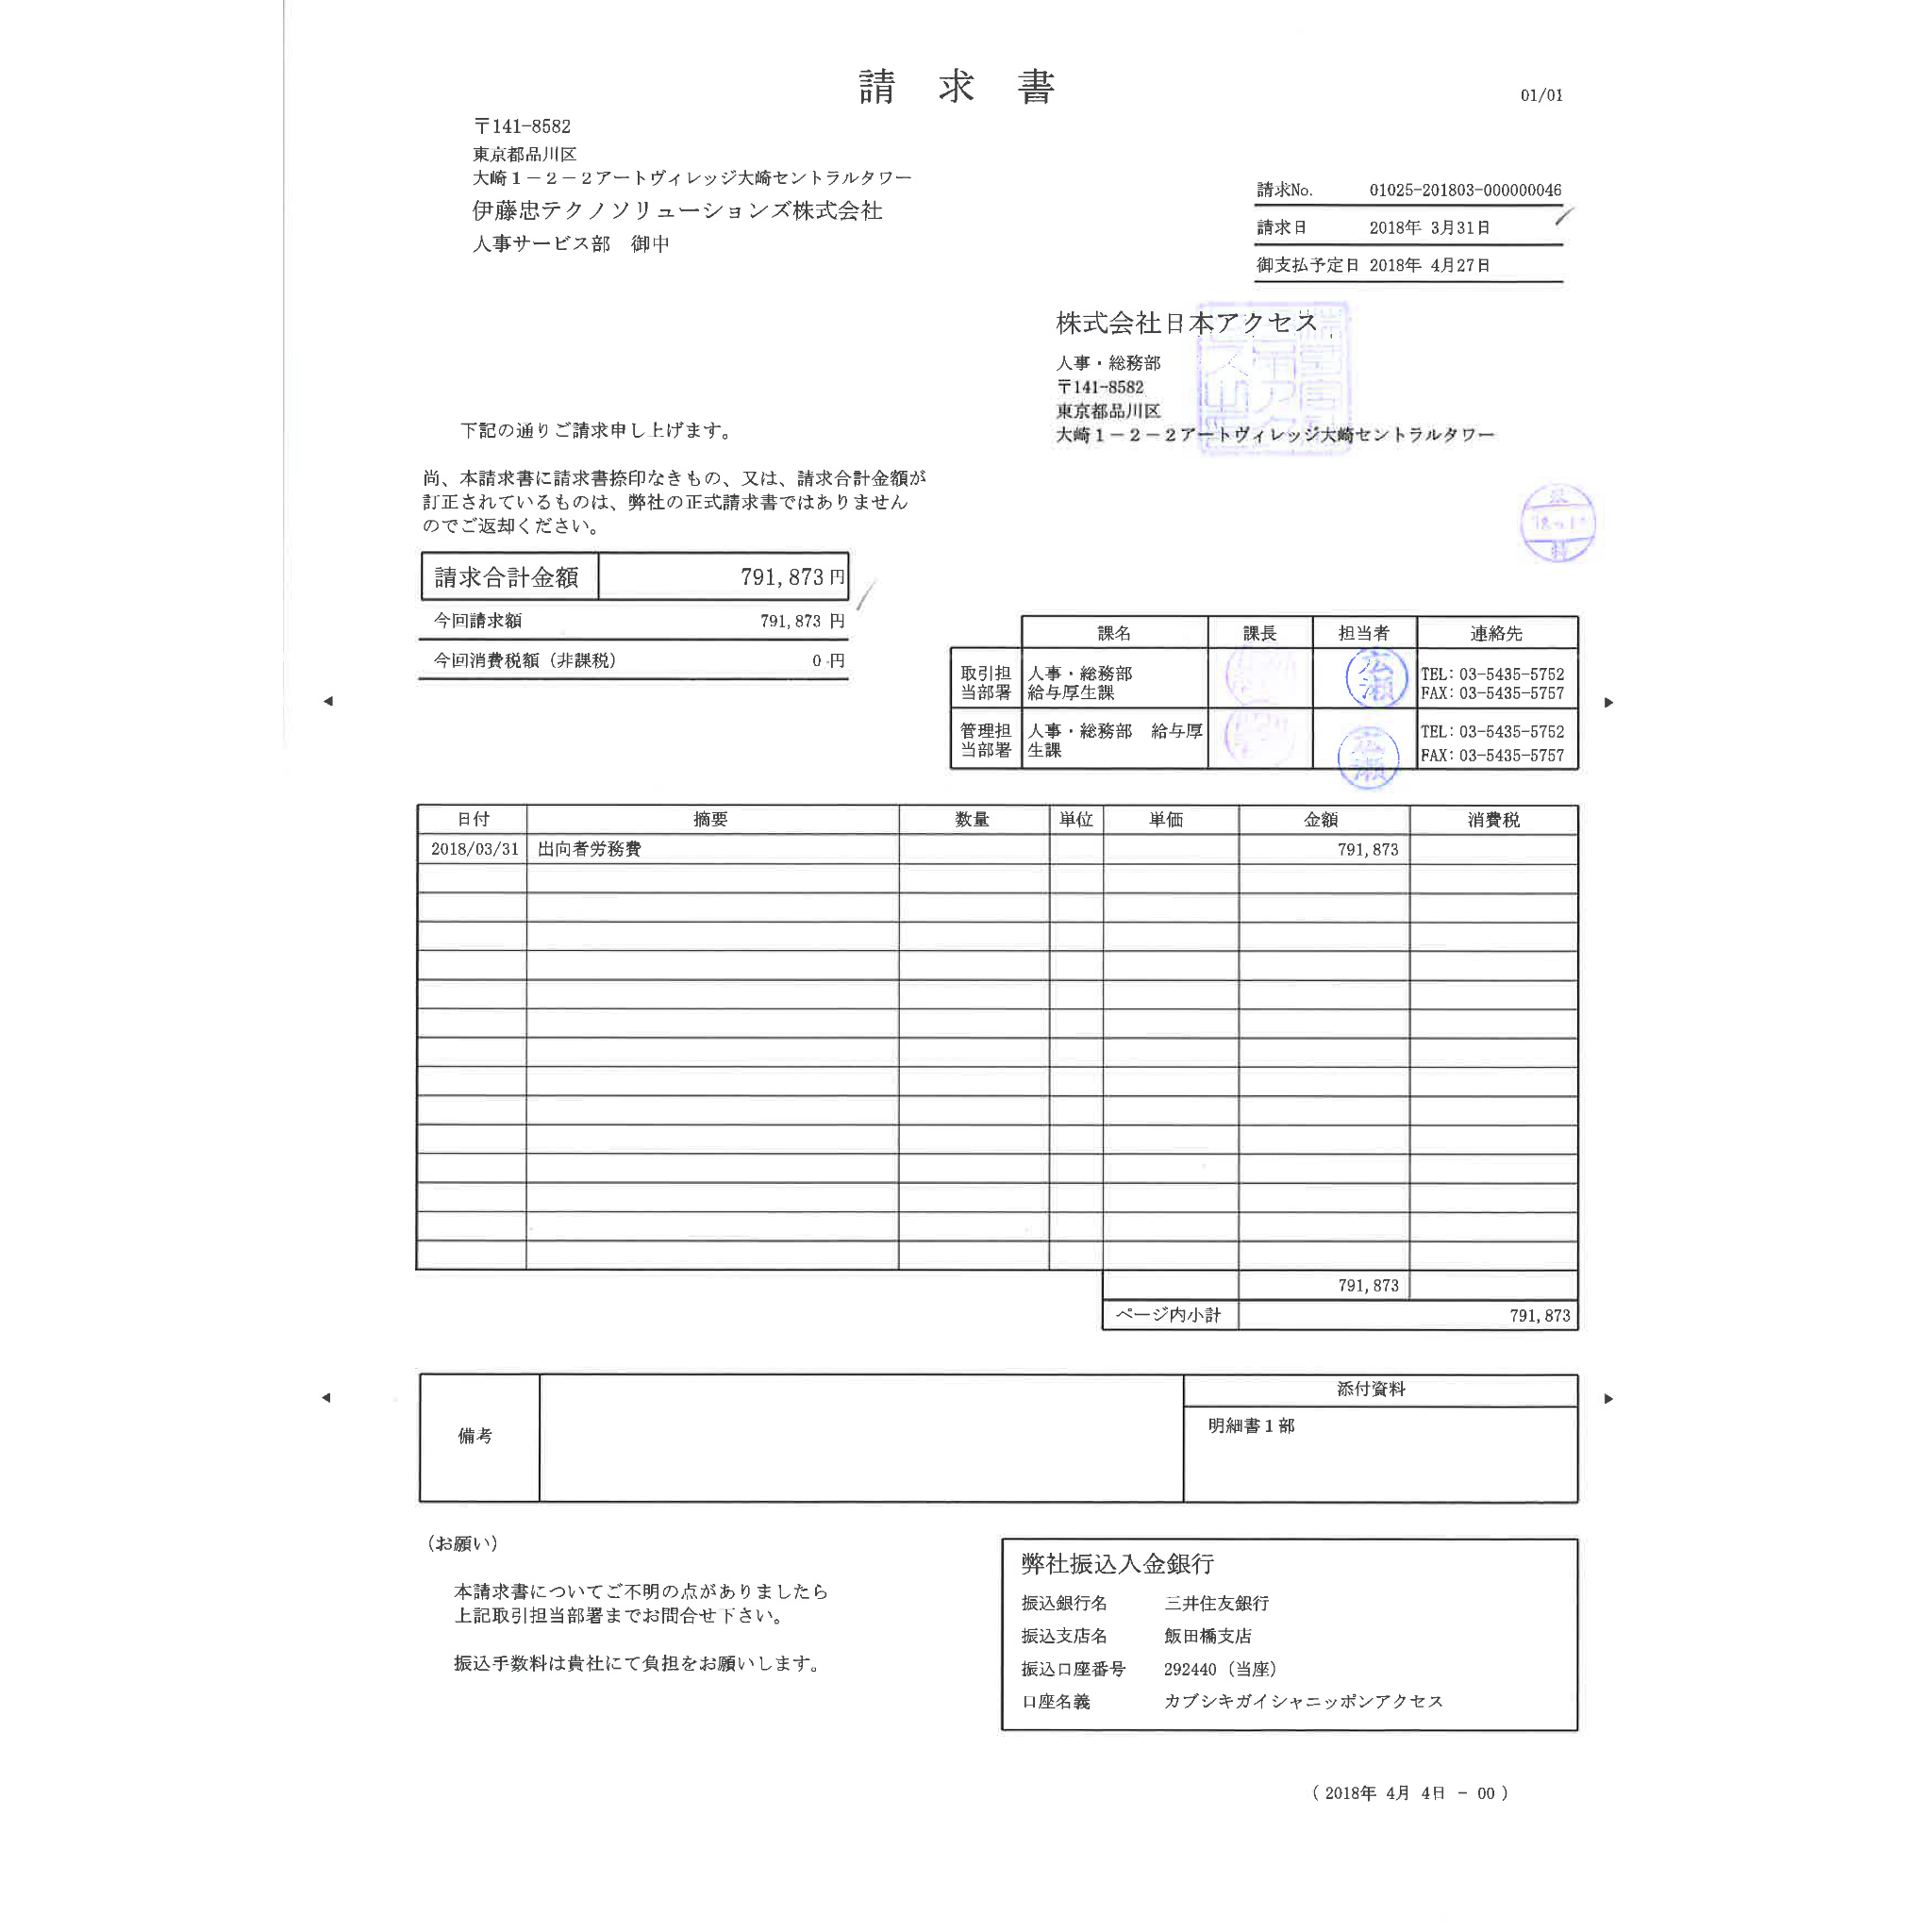 請 求 書
01/01
〒141-8582
東京都品川区
大崎１－２－２アートヴィレッジ大崎セントラルタワー
伊藤忠テクノソリューションズ株式会社
人事サービス部　御中
請求No. 01025-201803-000000046
請求日 2018年 3月31日
御支払予定日 2018年 4月27日
株式会社日本アクセス
人事・総務部
〒141-8582
東京都品川区
大崎１－２－２アートヴィレッジ大崎セントラルタワー
下記の通りご請求申し上げます。
尚、本請求書に請求書捺印なきもの、又は、請求合計金額が
訂正されているものは、弊社の正式請求書ではありません
のでご返却ください。
請求合計金額 791,873 円
今回請求額 791,873 円
今回消費税額（非課税） 0 円
課名 課長 担当者 連絡先
取引担当部署 人事・総務部 給与厚生課 広瀬 TEL: 03-5435-5752 FAX: 03-5435-5757
管理担当部署 人事・総務部　給与厚生課 広瀬 TEL: 03-5435-5752 FAX: 03-5435-5757
日付 摘要 数量 単位 単価 金額 消費税
2018/03/31 出向者労務費 791,873
791,873
ページ内小計 791,873
備考
添付資料
明細書１部
（お願い）
本請求書についてご不明の点がありましたら
上記取引担当部署までお問合せ下さい。
振込手数料は貴社にて負担をお願いします。
弊社振込入金銀行
振込銀行名 三井住友銀行
振込支店名 飯田橋支店
振込口座番号 292440（当座）
口座名義 カブシキガイシャニッポンアクセス
（ 2018年 4月 4日 － 00 ）